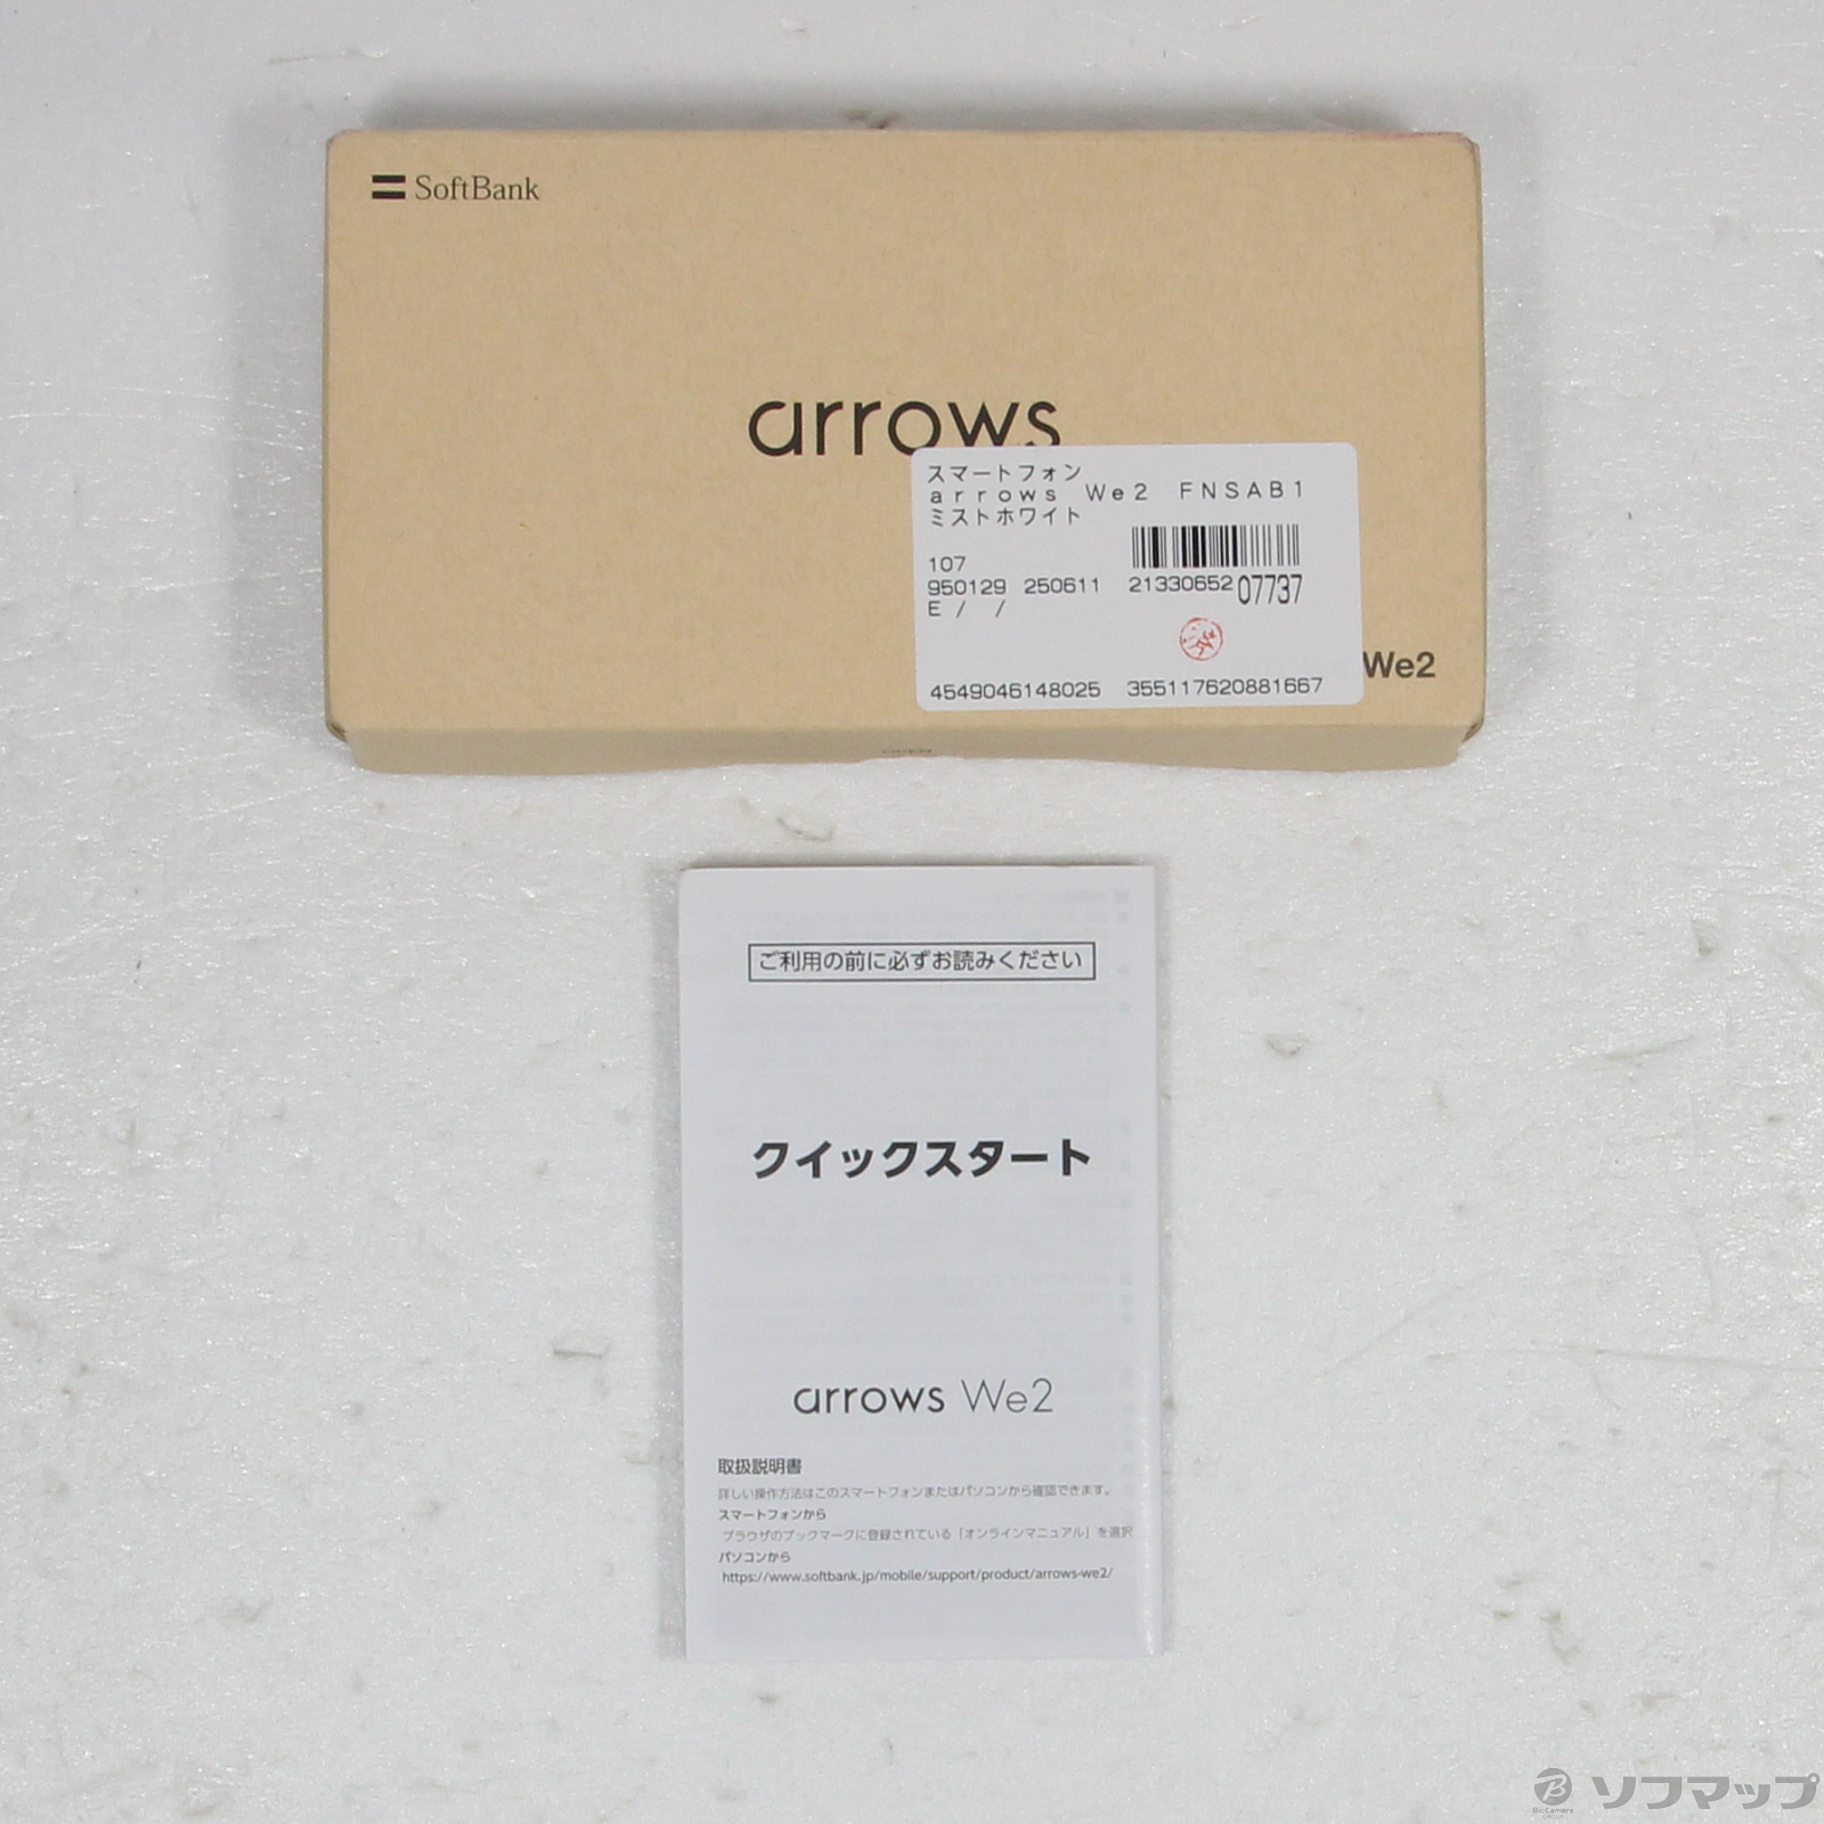 SoftBank
arrows
スマートフォン
arrows We2 FNSAB1
ミストホワイト
107
950129 250611 2133065207737
E / /
4549046148025 355117620881667
We2
OPEN
ご利用の前に必ずお読みください
クイックスタート
arrows We2
取扱説明書
詳しい操作方法はこのスマートフォンまたはパソコンから確認できます。
スマートフォンから
ブラウザのブックマークに登録されている「オンラインマニュアル」を選択
パソコンから
https://www.softbank.jp/mobile/support/product/arrows-we2/
BicCamera
GROUP
ソフマップ